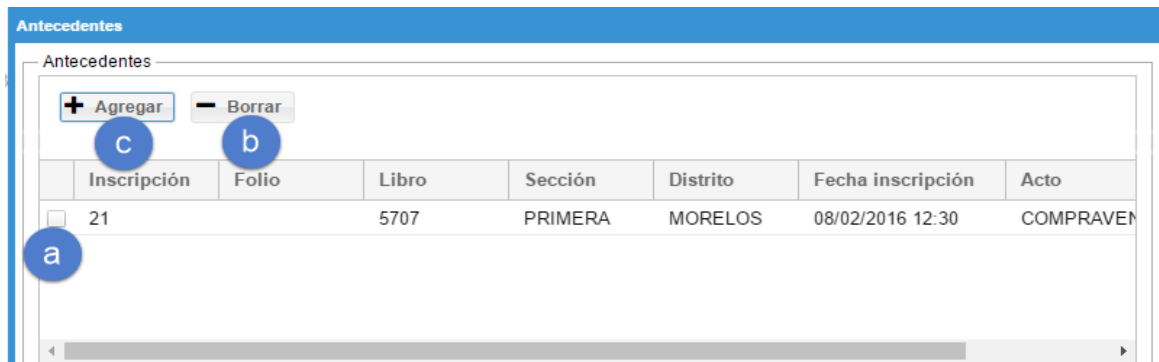 Antecedentes
Antecedentes
+ Agregar − Borrar
c b
Inscripción Folio Libro Sección Distrito Fecha inscripción Acto
21 5707 PRIMERA MORELOS 08/02/2016 12:30 COMPRAVEN
a